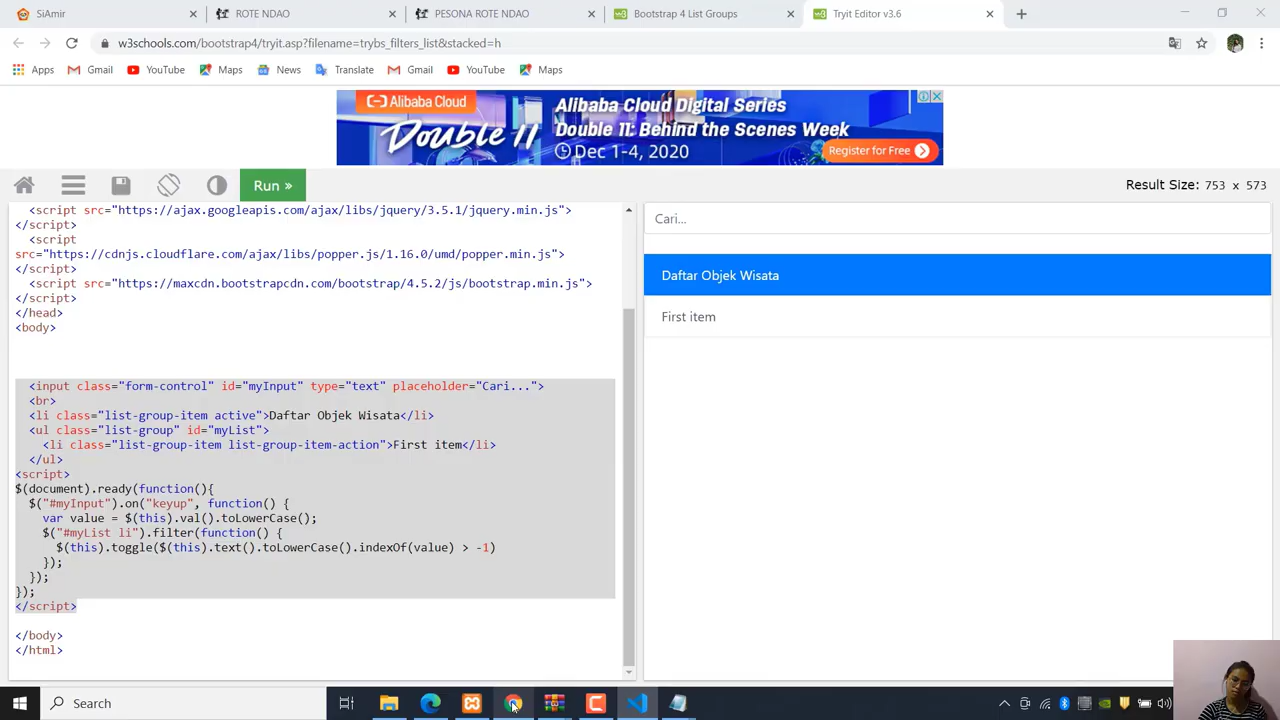 SiAmir
ROTE NDAO
PESONA ROTE NDAO
Bootstrap 4 List Groups
Tryit Editor v3.6
w3schools.com/bootstrap4/tryit.asp?filename=trybs_filters_list&stacked=h
Apps Gmail YouTube Maps News Translate Gmail YouTube Maps
Alibaba Cloud
Double 11
Alibaba Cloud Digital Series
Double 11: Behind the Scenes Week
Dec 1-4, 2020
Register for Free
Run »
Result Size: 753 x 573
<script src="https://ajax.googleapis.com/ajax/libs/jquery/3.5.1/jquery.min.js">
</script>
<script
src="https://cdnjs.cloudflare.com/ajax/libs/popper.js/1.16.0/umd/popper.min.js">
</script>
<script src="https://maxcdn.bootstrapcdn.com/bootstrap/4.5.2/js/bootstrap.min.js">
</script>
</head>
<body>
<input class="form-control" id="myInput" type="text" placeholder="Cari...">
<br>
<li class="list-group-item active">Daftar Objek Wisata</li>
<ul class="list-group" id="myList">
<li class="list-group-item list-group-item-action">First item</li>
</ul>
<script>
$(document).ready(function(){
$("#myInput").on("keyup", function() {
var value = $(this).val().toLowerCase();
$("#myList li").filter(function() {
$(this).toggle($(this).text().toLowerCase().indexOf(value) > -1)
});
});
});
</script>
</body>
</html>
Cari...
Daftar Objek Wisata
First item
Search